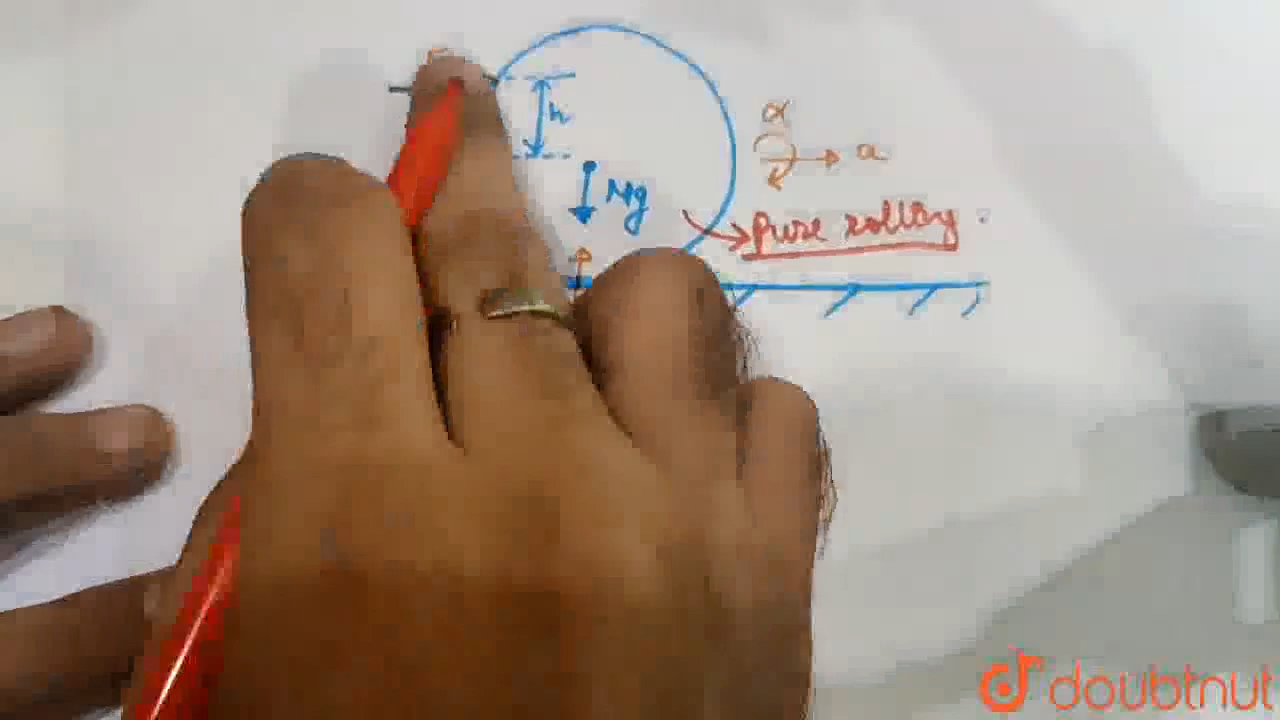 F
h
α
a
Mg
Pure rolling
doubtnut